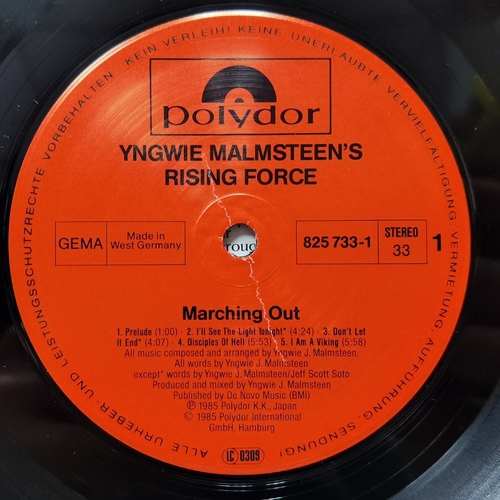 ALLE URHEBER- UND LEISTUNGSSCHUTZRECHTE VORBEHALTEN · KEIN VERLEIH! KEINE UNERLAUBTE VERVIELFÄLTIGUNG, VERMIETUNG, AUFFÜHRUNG, SENDUNG!
polydor
YNGWIE MALMSTEEN'S
RISING FORCE
GEMA
Made in
West Germany
825 733-1
STEREO
33
1
Marching Out
1. Prelude (1:00) 2. I'll See The Light Tonight* (4:24) 3. Don't Let
It End* (4:07) 4. Disciples Of Hell (5:53) 5. I Am A Viking (5:58)
All music composed and arranged by Yngwie J. Malmsteen.
All words by Yngwie J. Malmsteen
except* words by Yngwie J. Malmsteen/Jeff Scott Soto
Produced and mixed by Yngwie J. Malmsteen
Published by Do Novo Music (BMI)
℗ 1985 Polydor K.K., Japan
© 1985 Polydor International
GmbH, Hamburg
LC 0309